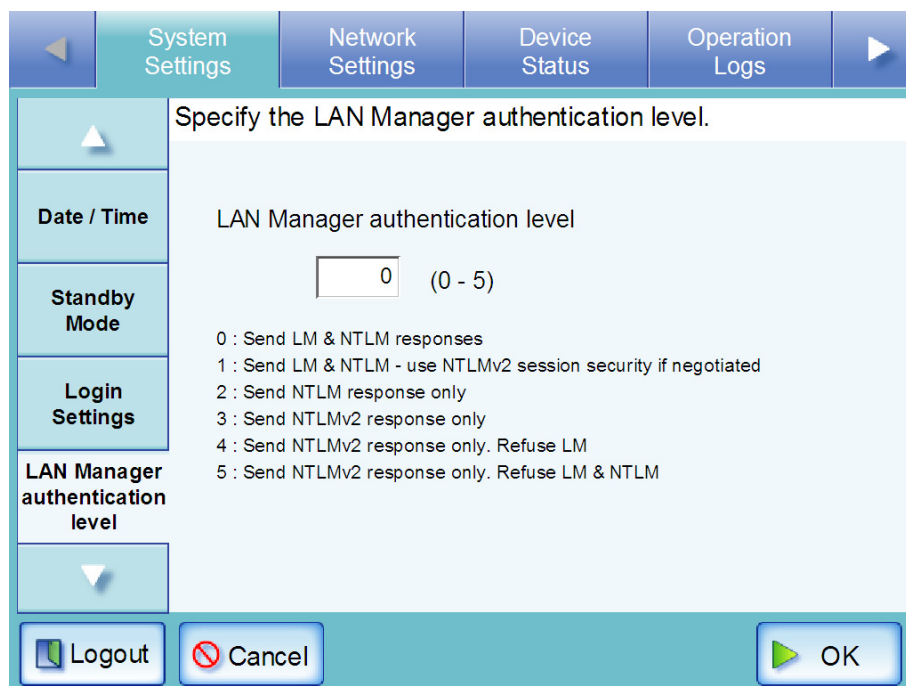 System
Settings
Network
Settings
Device
Status
Operation
Logs
Specify the LAN Manager authentication level.
Date / Time
Standby
Mode
Login
Settings
LAN Manager
authentication
level
LAN Manager authentication level
0 (0 - 5)
0 : Send LM & NTLM responses
1 : Send LM & NTLM - use NTLMv2 session security if negotiated
2 : Send NTLM response only
3 : Send NTLMv2 response only
4 : Send NTLMv2 response only. Refuse LM
5 : Send NTLMv2 response only. Refuse LM & NTLM
Logout
Cancel
OK